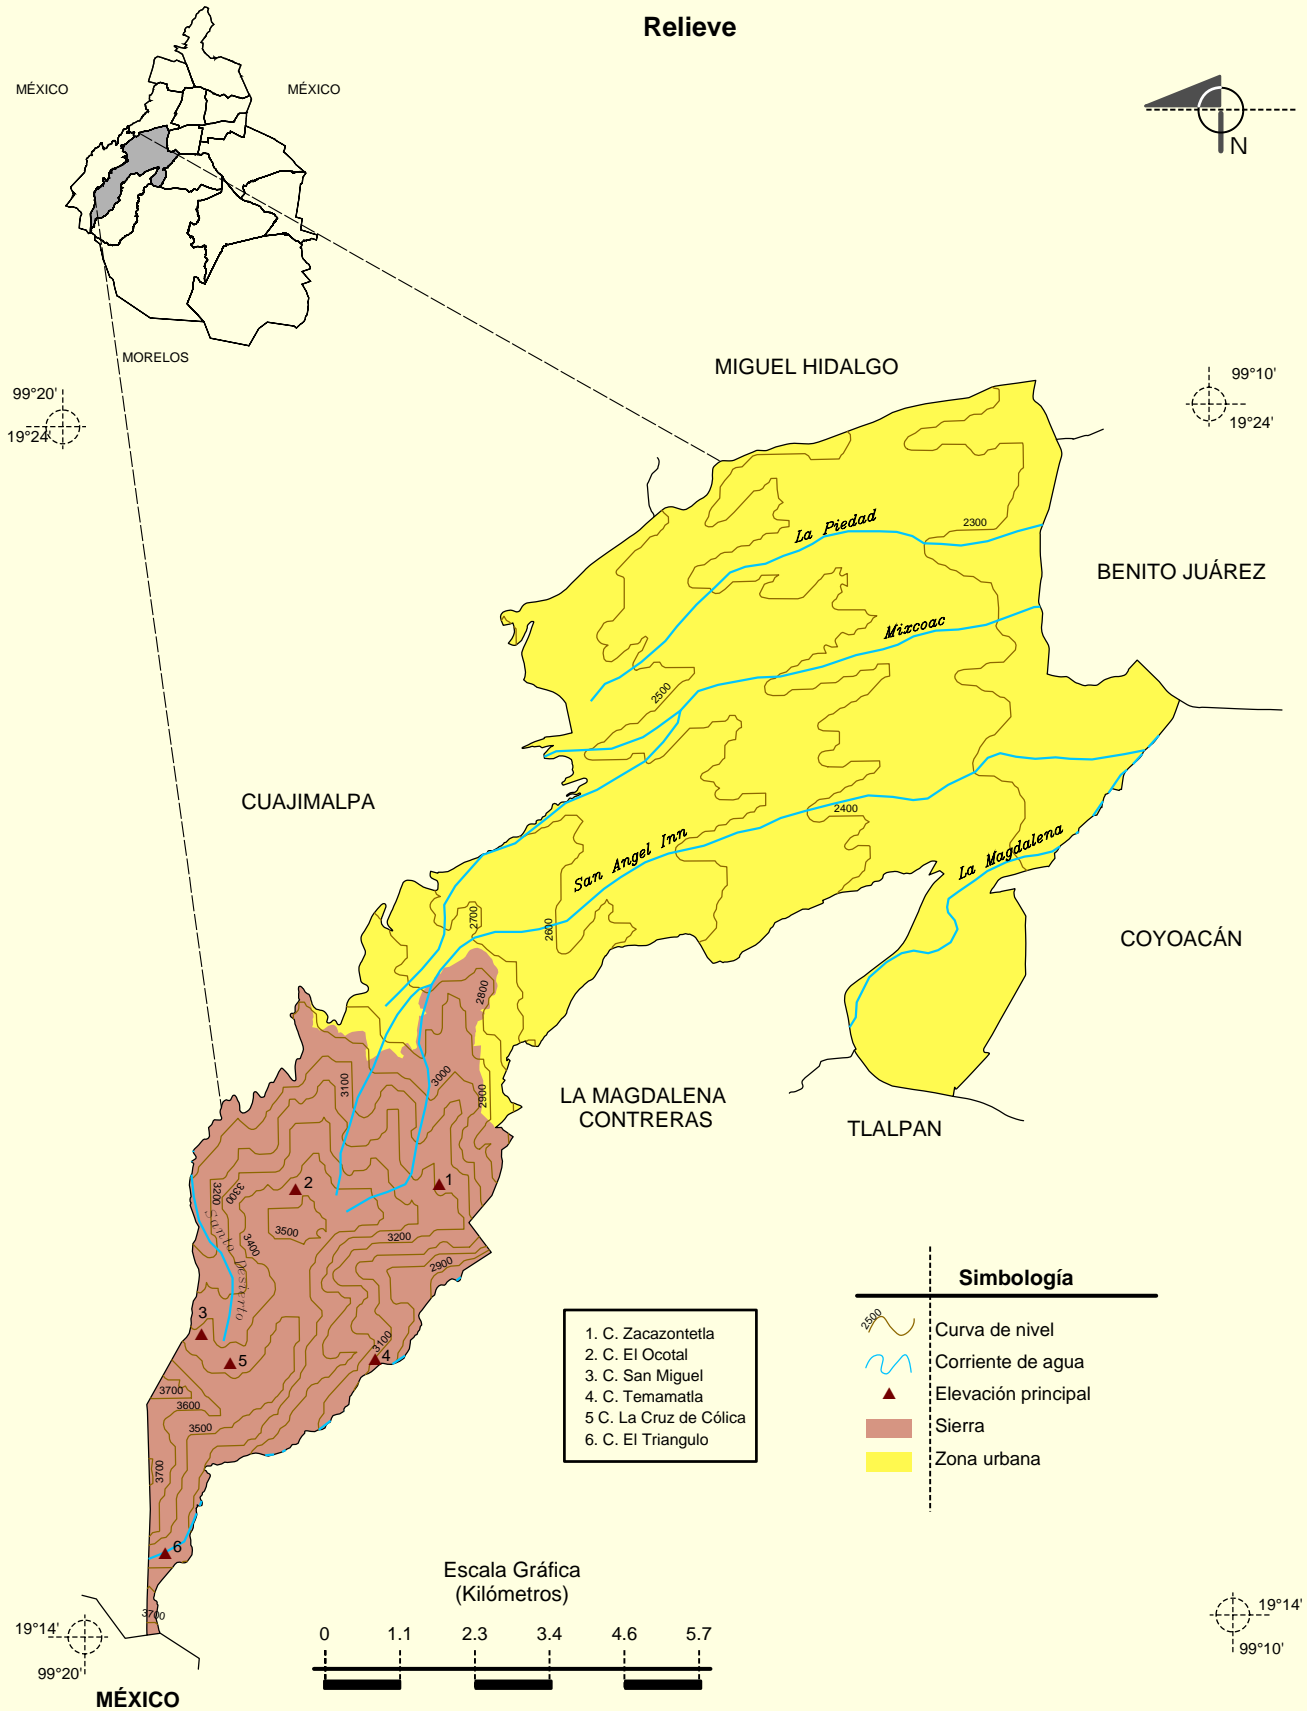 Relieve
MÉXICO
MÉXICO
N
MORELOS
99°20'
19°24'
99°10'
19°24'
MIGUEL HIDALGO
BENITO JUÁREZ
CUAJIMALPA
COYOACÁN
LA MAGDALENA
CONTRERAS
TLALPAN
La Piedad
2300
Mixcoac
2500
2400
San Angel Inn
La Magdalena
2700
2600
2800
3000
3100
2900
1
2
3200
3300
3400
3500
3200
2900
Santo Desierto
3
5
3100
4
3700
3600
3500
3700
6
3700
1. C. Zacazontetla
2. C. El Ocotal
3. C. San Miguel
4. C. Temamatla
5 C. La Cruz de Cólica
6. C. El Triangulo
Simbología
2500
Curva de nivel
Corriente de agua
Elevación principal
Sierra
Zona urbana
Escala Gráfica
(Kilómetros)
0 1.1 2.3 3.4 4.6 5.7
19°14'
99°20'
19°14'
99°10'
MÉXICO